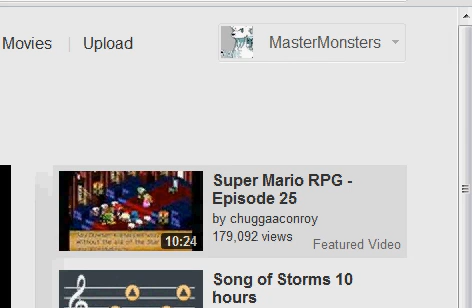 Movies | Upload
MasterMonsters
10:24
Super Mario RPG -
Episode 25
by chuggaaconroy
179,092 views
Featured Video
Song of Storms 10
hours